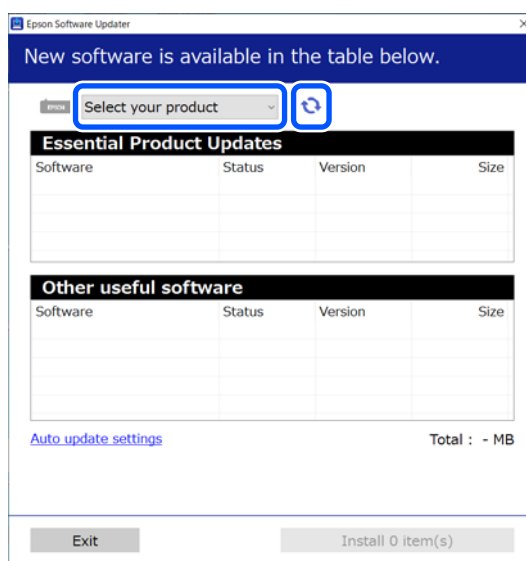 Epson Software Updater
New software is available in the table below.
EPSON Select your product
Essential Product Updates
Software Status Version Size
Other useful software
Software Status Version Size
Auto update settings Total : - MB
Exit Install 0 item(s)